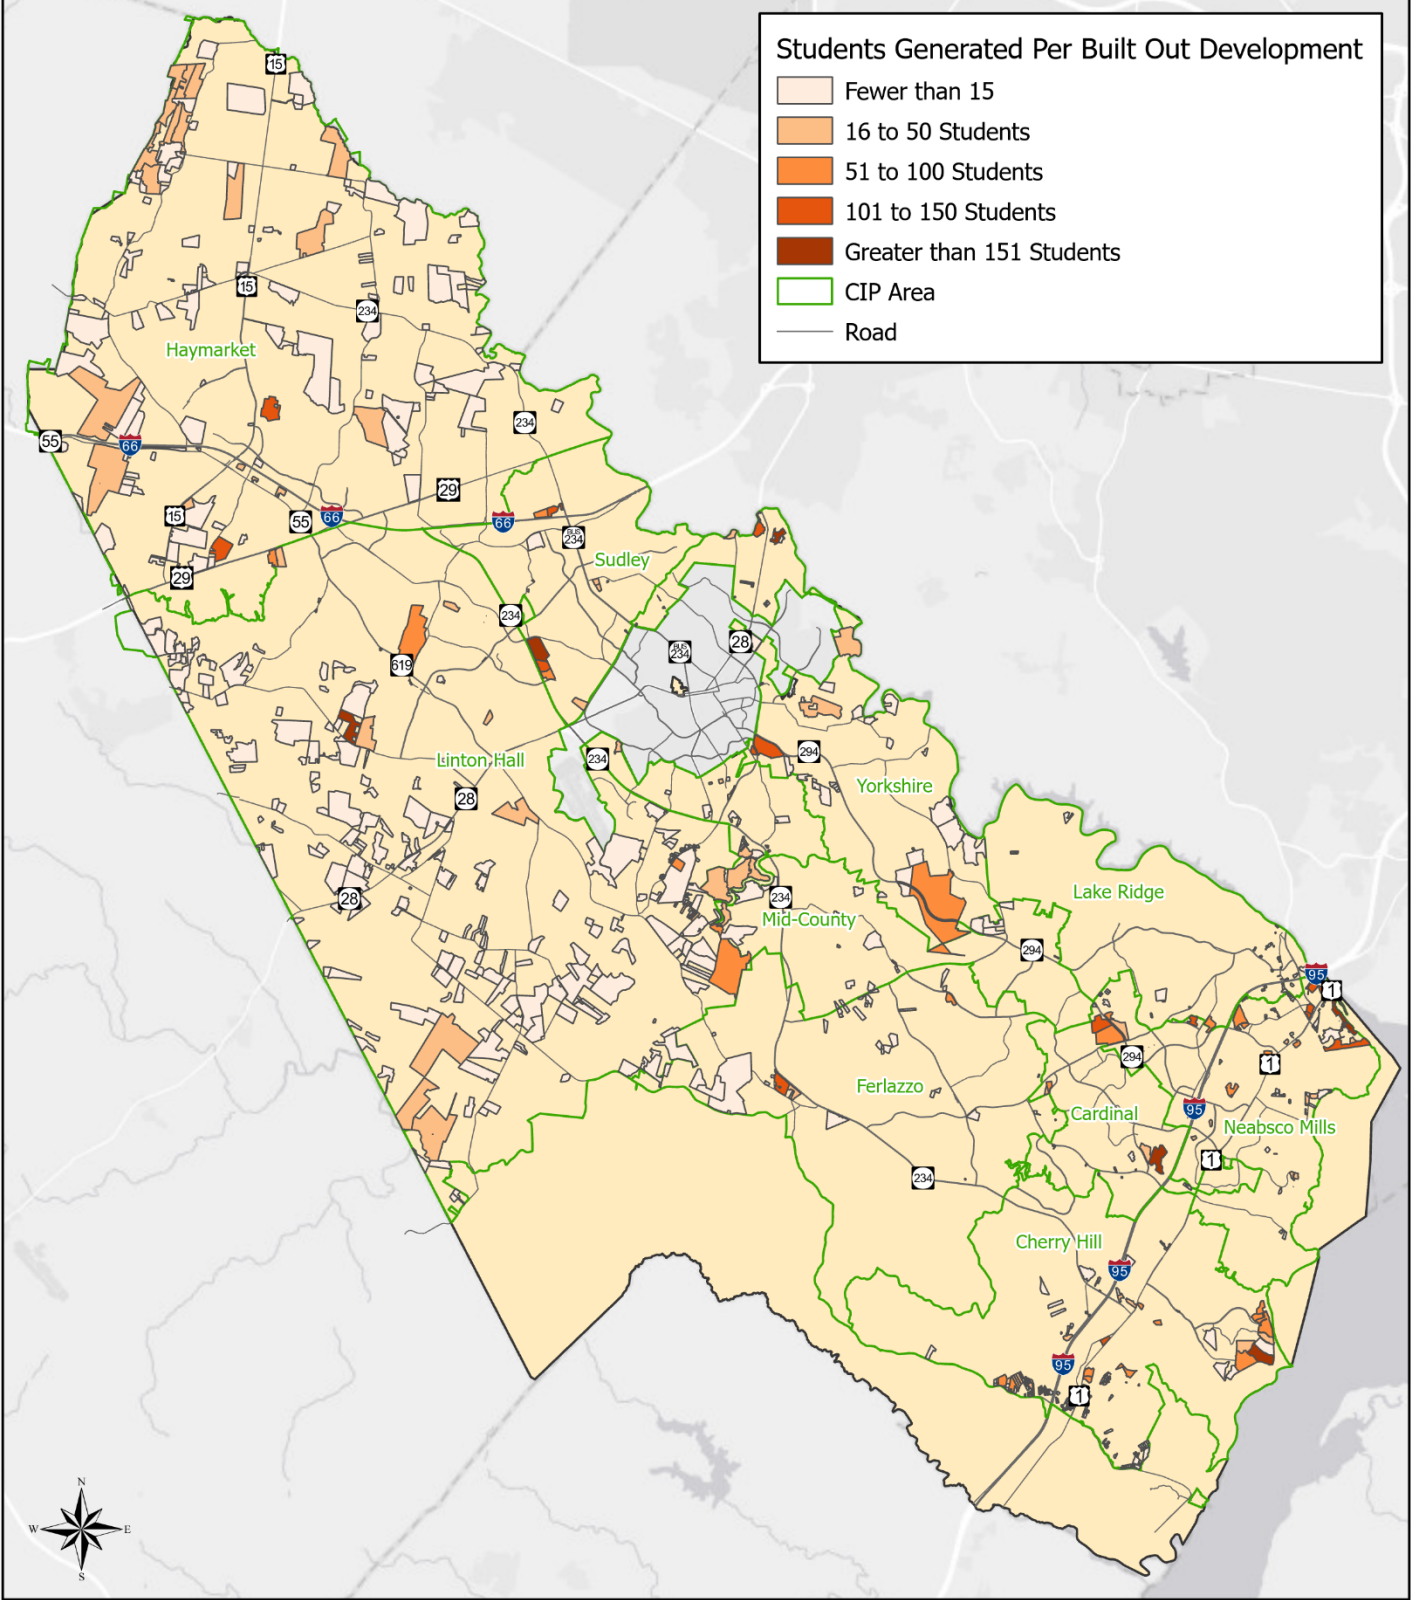 Students Generated Per Built Out Development
Fewer than 15
16 to 50 Students
51 to 100 Students
101 to 150 Students
Greater than 151 Students
CIP Area
Road
15
15
234
Haymarket
234
55
66
29
15
55
66
66
BUS
234
Sudley
29
234
28
BUS
234
619
234
294
Linton Hall
Yorkshire
28
28
234
Lake Ridge
Mid-County
294
95
1
294
1
Ferlazzo
95
Cardinal
Neabsco Mills
1
234
Cherry Hill
95
95
1
N
W
E
S